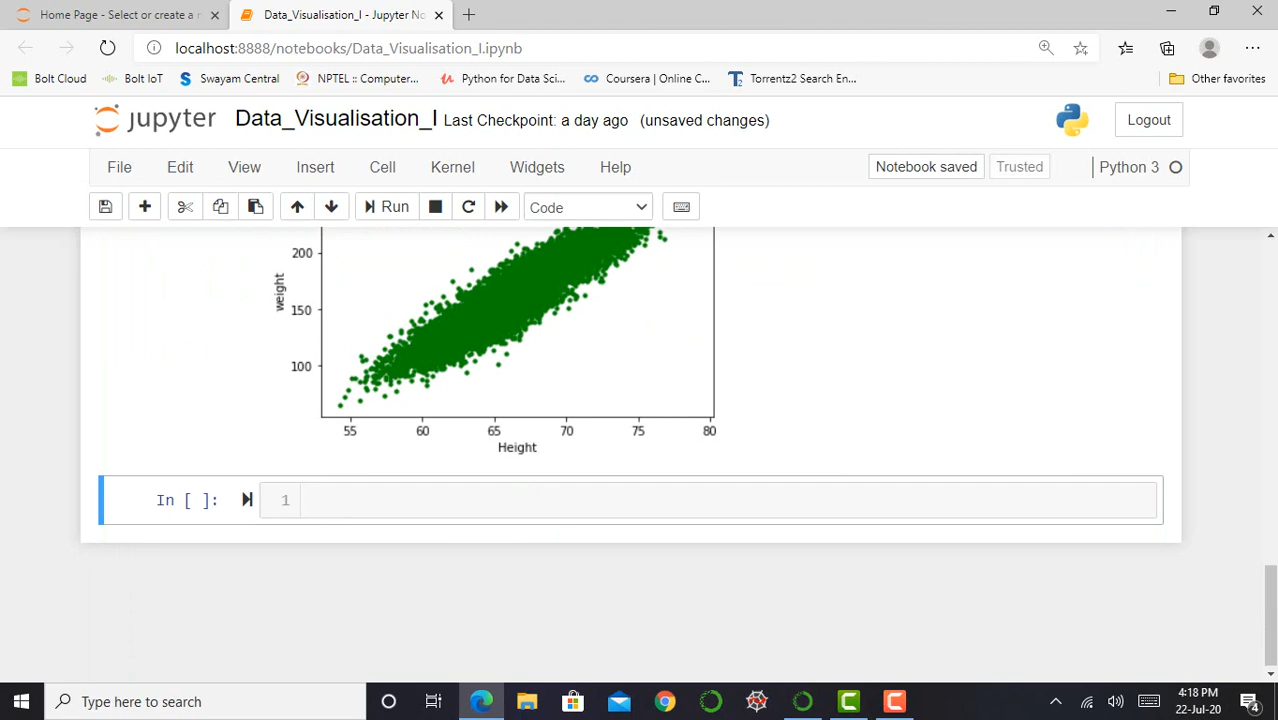 Home Page - Select or create a n
Data_Visualisation_I - Jupyter No
localhost:8888/notebooks/Data_Visualisation_I.ipynb
Bolt Cloud
Bolt IoT
Swayam Central
NPTEL :: Computer...
Python for Data Sci...
Coursera | Online C...
Torrentz2 Search En...
Other favorites
jupyter Data_Visualisation_I Last Checkpoint: a day ago (unsaved changes)
Logout
File Edit View Insert Cell Kernel Widgets Help
Notebook saved
Trusted
Python 3
Run
Code
200
150
100
weight
55 60 65 70 75 80
Height
In [ ]:
1
Type here to search
4:18 PM
22-Jul-20
4